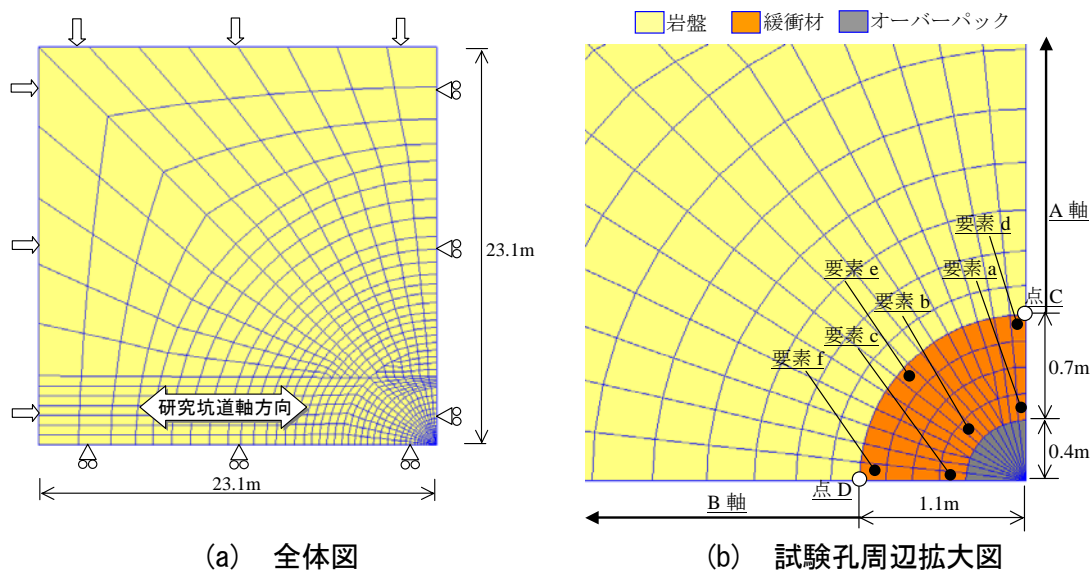 研究坑道軸方向
23.1m
23.1m
(a) 全体図
岩盤
緩衝材
オーバーパック
A 軸
要素 d
要素 e
要素 a
要素 b
点 C
要素 c
要素 f
0.7m
0.4m
点 D
B 軸
1.1m
(b) 試験孔周辺拡大図